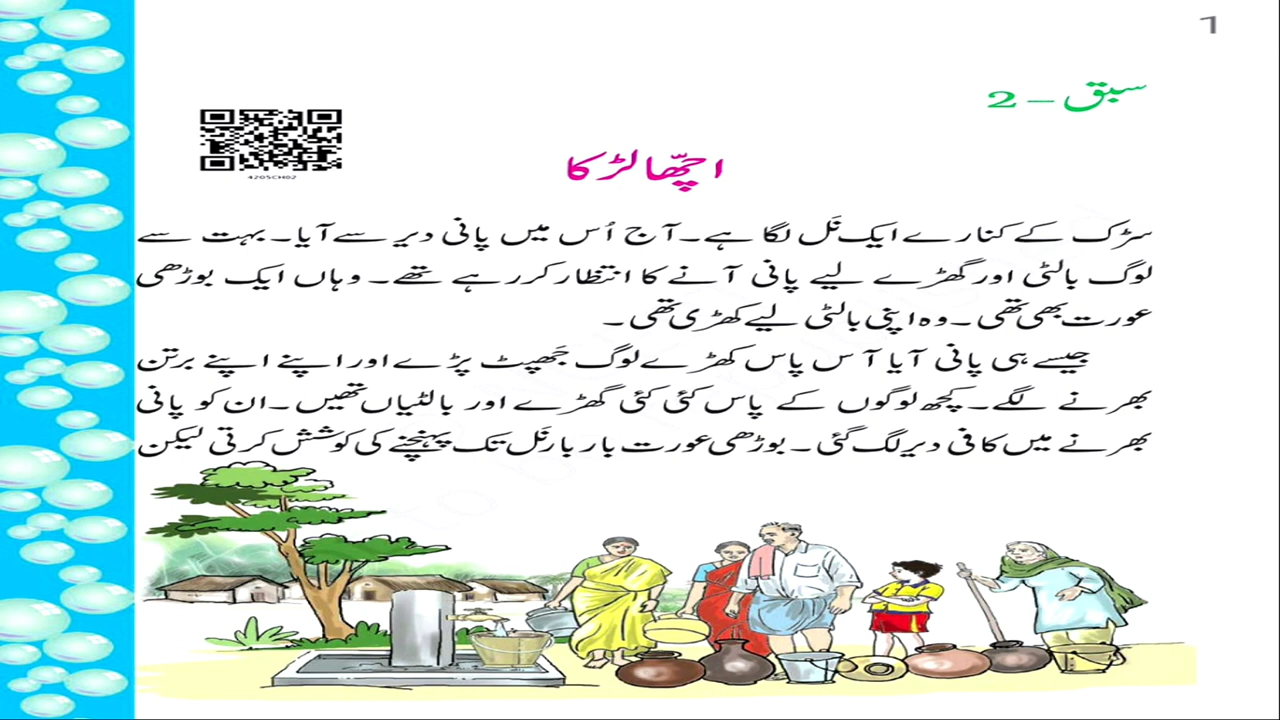 1
سبق – 2
4205CH02
اچّھا لڑکا
سڑک کے کنارے ایک نَل لگا ہے۔ آج اُس میں پانی دیر سے آیا۔ بہت سے
لوگ بالٹی اور گھڑے لیے پانی آنے کا انتظار کر رہے تھے۔ وہاں ایک بوڑھی
عورت بھی تھی۔ وہ اپنی بالٹی لیے کھڑی تھی۔
جیسے ہی پانی آیا آس پاس کھڑے لوگ جَھپٹ پڑے اور اپنے اپنے برتن
بھرنے لگے۔ کچھ لوگوں کے پاس کئی کئی گھڑے اور بالٹیاں تھیں۔ ان کو پانی
بھرنے میں کافی دیر لگ گئی۔ بوڑھی عورت بار بار نَل تک پہنچنے کی کوشش کرتی لیکن